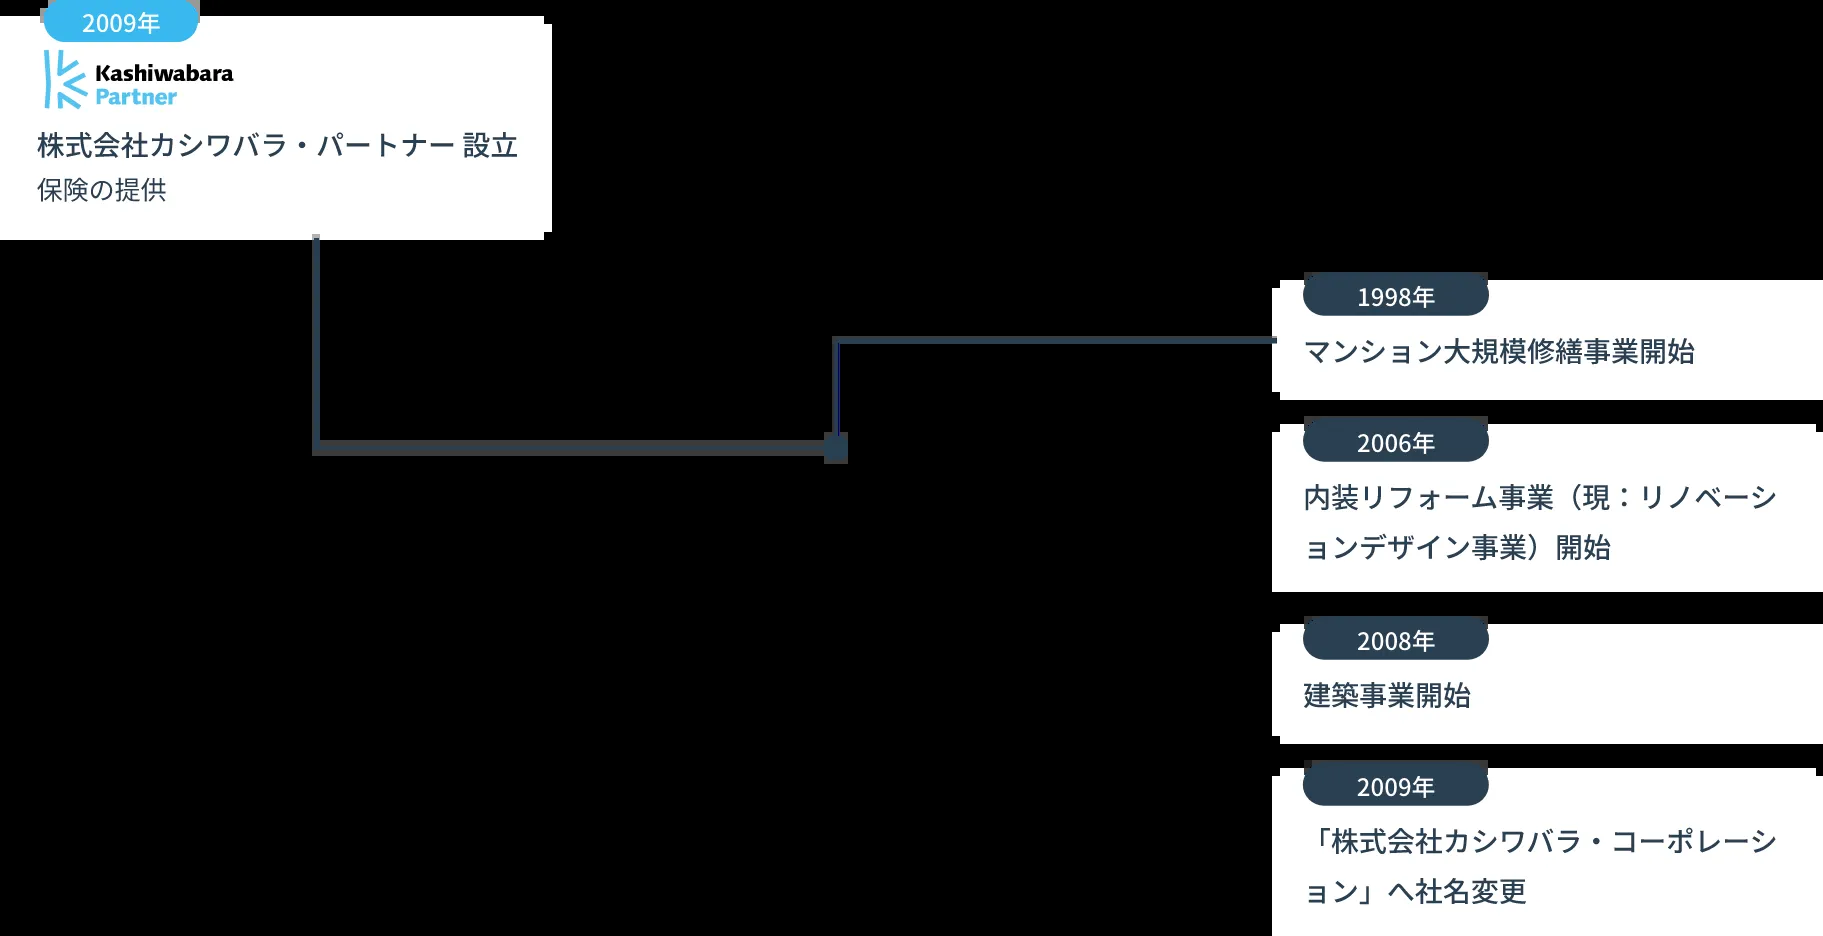 2009年
Kashiwabara
Partner
株式会社カシワバラ・パートナー 設立
保険の提供
1998年
マンション大規模修繕事業開始
2006年
内装リフォーム事業（現：リノベーシ
ョンデザイン事業）開始
2008年
建築事業開始
2009年
「株式会社カシワバラ・コーポレーシ
ョン」へ社名変更